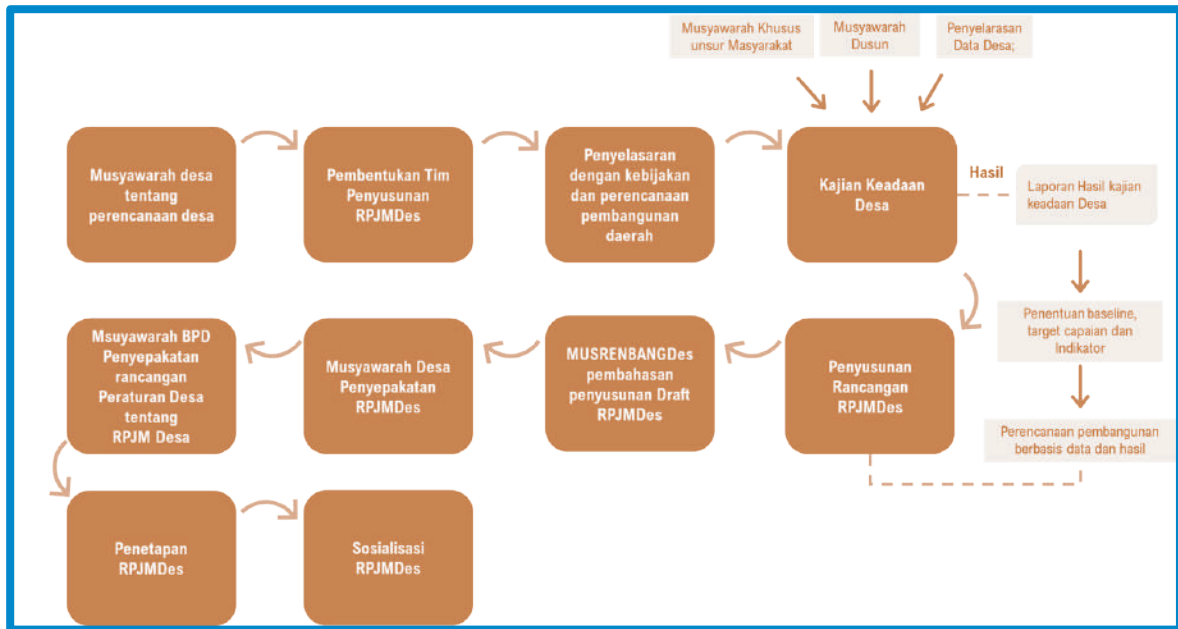 Musyawarah Khusus
unsur Masyarakat
Musyawarah
Dusun
Penyelarasan
Data Desa;
Musyawarah desa
tentang
perencanaan desa
Pembentukan Tim
Penyusunan
RPJMDes
Penyelasaran
dengan kebijakan
dan perencanaan
pembangunan
daerah
Kajian Keadaan
Desa
Hasil
Laporan Hasil kajian
keadaan Desa
Penentuan baseline,
target capaian dan
Indikator
Perencanaan pembangunan
berbasis data dan hasil
Penyusunan
Rancangan
RPJMDes
MUSRENBANGDes
pembahasan
penyusunan Draft
RPJMDes
Musyawarah Desa
Penyepakatan
RPJMDes
Msuyawarah BPD
Penyepakatan
rancangan
Peraturan Desa
tentang
RPJM Desa
Penetapan
RPJMDes
Sosialisasi
RPJMDes